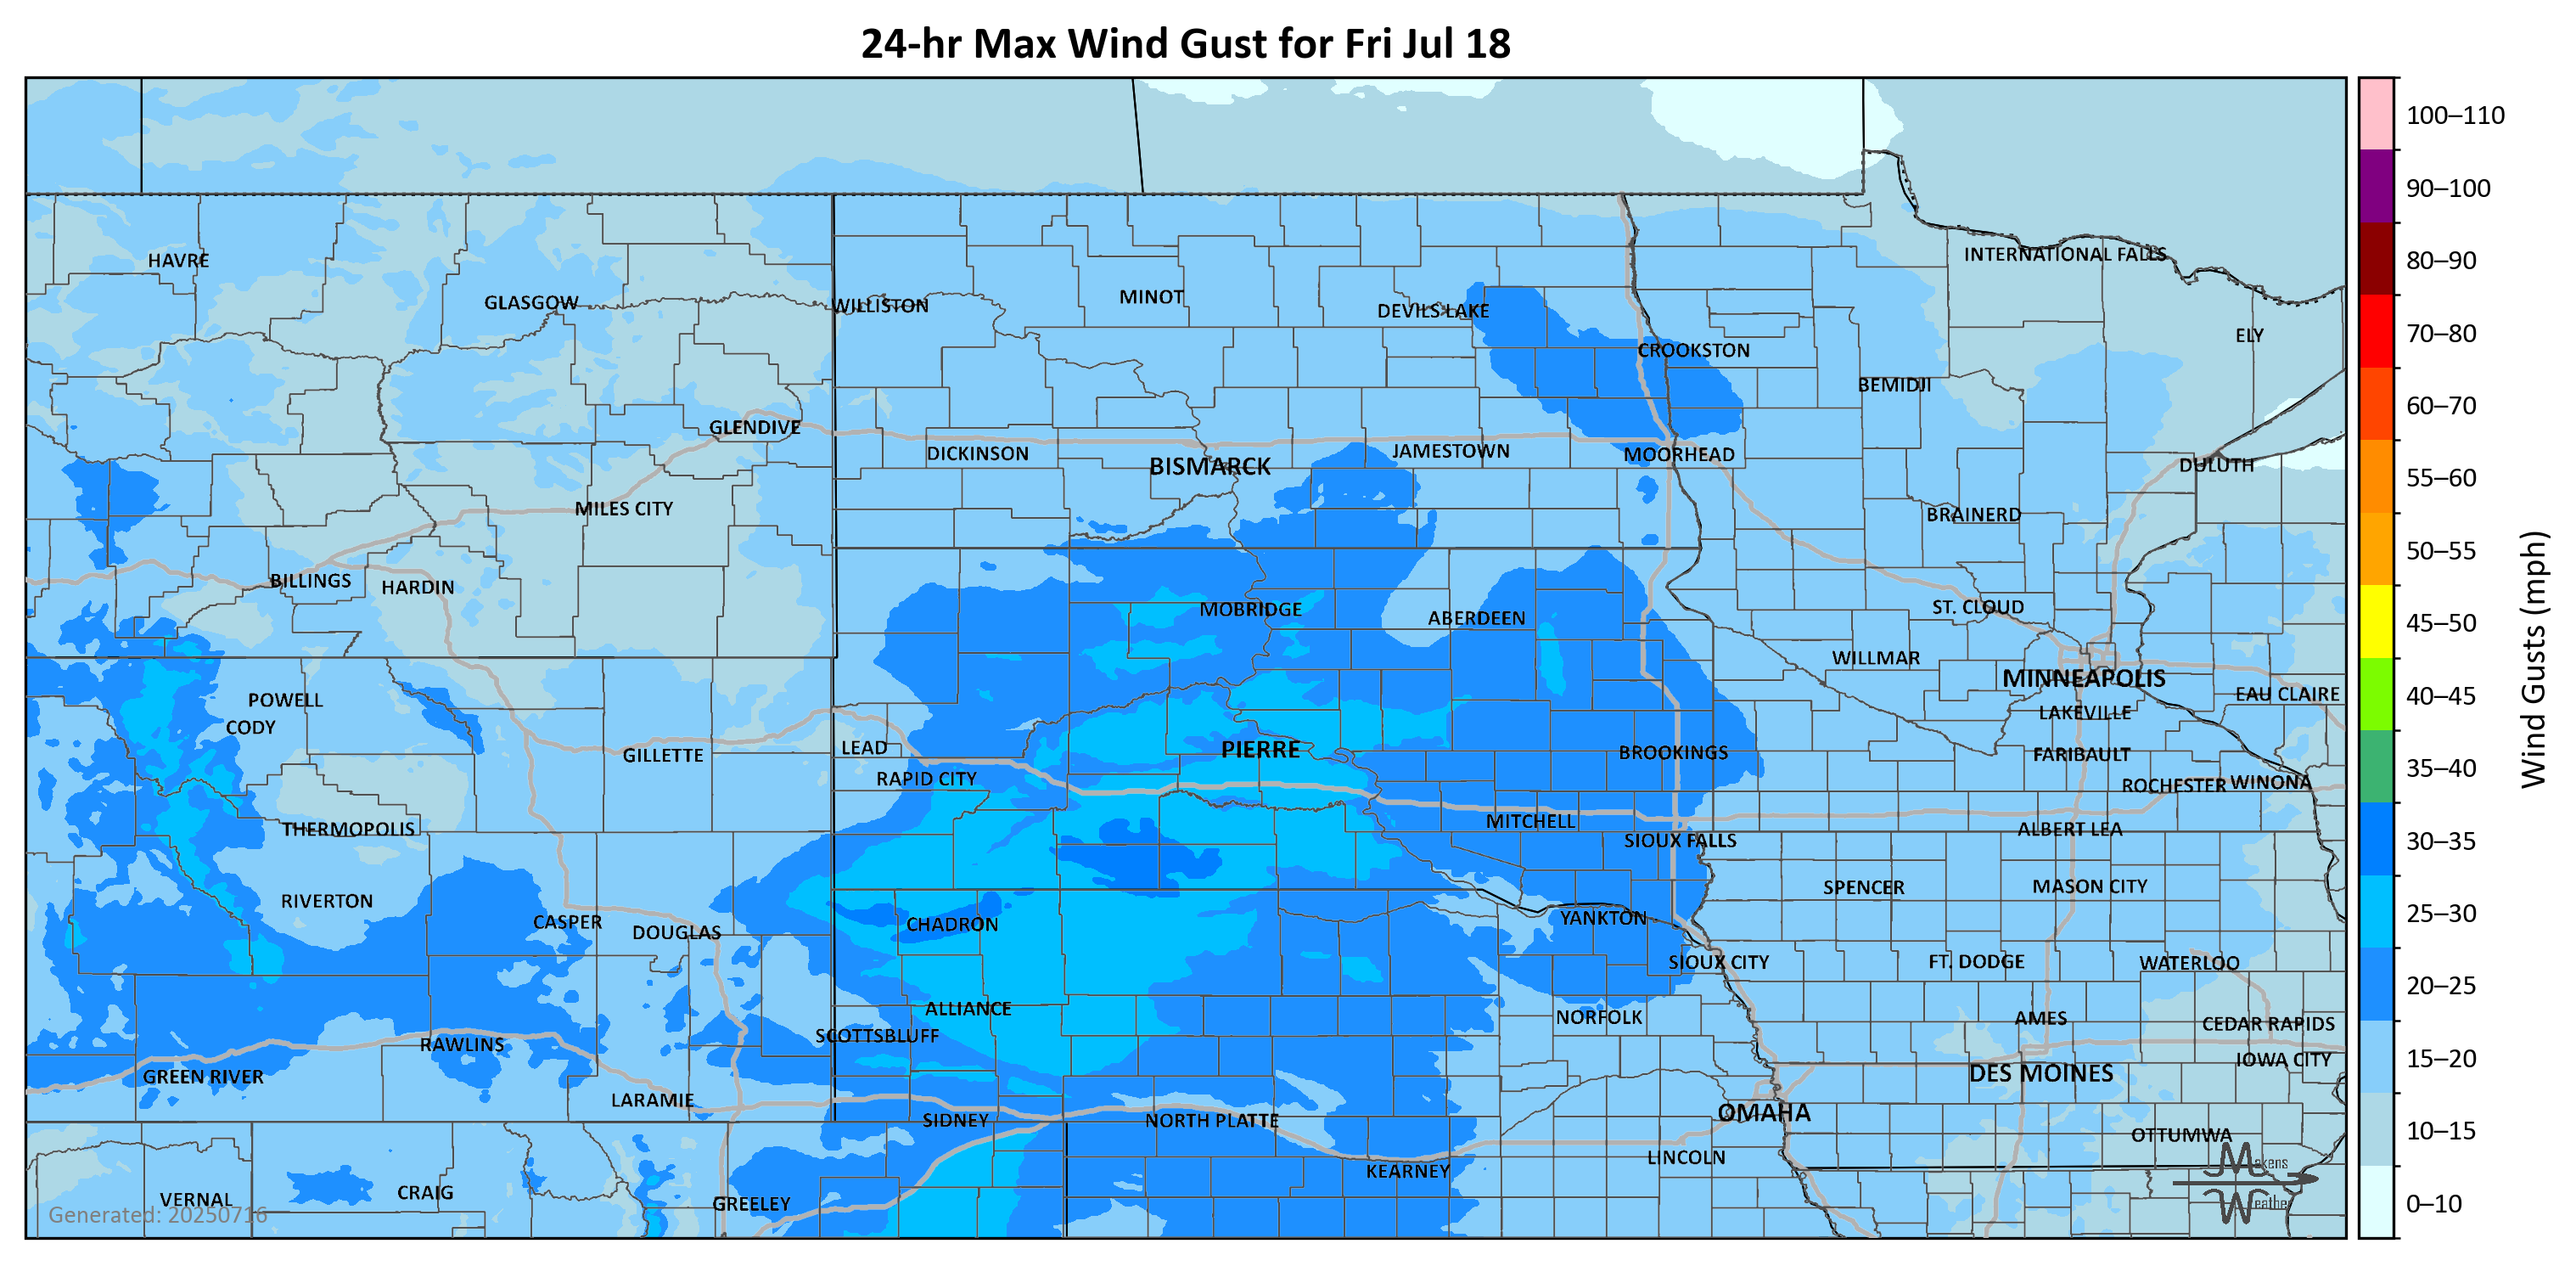 24-hr Max Wind Gust for Fri Jul 18
100–110
90–100
80–90
70–80
60–70
55–60
50–55
45–50
40–45
35–40
30–35
25–30
20–25
15–20
10–15
0–10
Wind Gusts (mph)
HAVRE
INTERNATIONAL FALLS
GLASGOW
WILLISTON
MINOT
DEVILS LAKE
ELY
CROOKSTON
BEMIDJI
GLENDIVE
DICKINSON
BISMARCK
JAMESTOWN
MOORHEAD
DULUTH
MILES CITY
BRAINERD
BILLINGS
HARDIN
MOBRIDGE
ABERDEEN
ST. CLOUD
WILLMAR
MINNEAPOLIS
POWELL
EAU CLAIRE
CODY
LAKEVILLE
GILLETTE
LEAD
PIERRE
BROOKINGS
FARIBAULT
RAPID CITY
ROCHESTER
WINONA
THERMOPOLIS
MITCHELL
SIOUX FALLS
ALBERT LEA
SPENCER
MASON CITY
RIVERTON
CASPER
DOUGLAS
CHADRON
YANKTON
SIOUX CITY
FT. DODGE
WATERLOO
ALLIANCE
NORFOLK
AMES
CEDAR RAPIDS
SCOTTSBLUFF
RAWLINS
IOWA CITY
GREEN RIVER
DES MOINES
LARAMIE
SIDNEY
NORTH PLATTE
OMAHA
OTTUMWA
KEARNEY
LINCOLN
VERNAL
CRAIG
GREELEY
Makens
Weather
Generated: 20250716